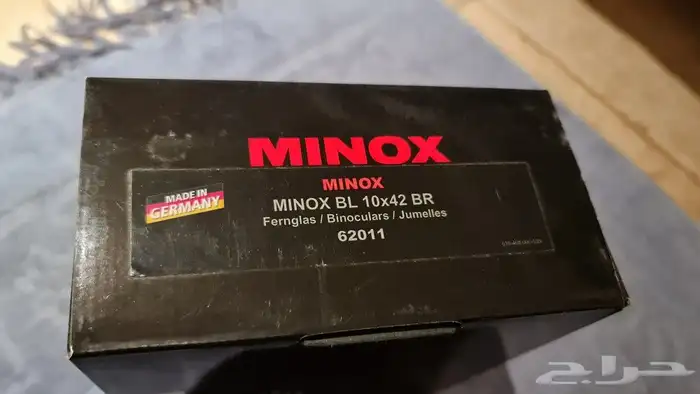 MINOX
MINOX
MADE IN
GERMANY
MINOX BL 10x42 BR
Fernglas / Binoculars / Jumelles
62011
حراج